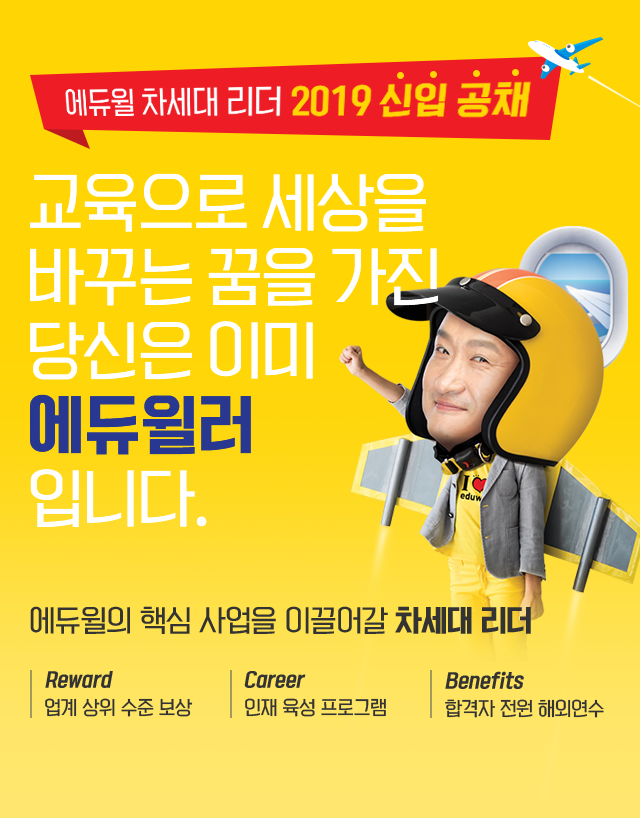 에듀윌 차세대 리더 2019 신입 공채
교육으로 세상을
바꾸는 꿈을 가진
당신은 이미
에듀윌러
입니다.
I
eduw
에듀윌의 핵심 사업을 이끌어갈 차세대 리더
Reward
업계 상위 수준 보상
Career
인재 육성 프로그램
Benefits
합격자 전원 해외연수